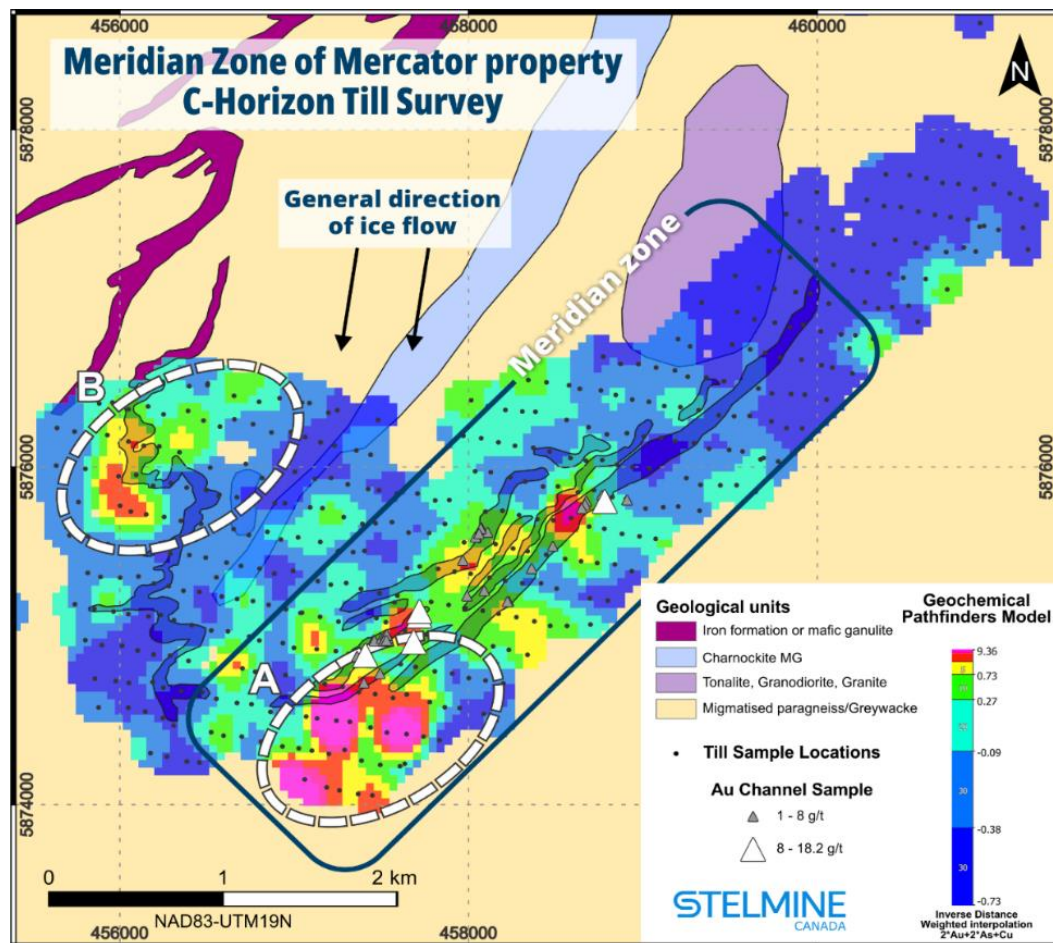 456000
458000
460000
Meridian Zone of Mercator property
C-Horizon Till Survey
N
5878000
5878000
General direction
of ice flow
Meridian zone
B
5876000
5876000
A
5874000
Geological units
Iron formation or mafic ganulite
Charnockite MG
Tonalite, Granodiorite, Granite
Migmatised paragneiss/Greywacke
Till Sample Locations
Au Channel Sample
1 - 8 g/t
8 - 18.2 g/t
STELMINE
CANADA
Geochemical
Pathfinders Model
9.36
0.73
0.27
-0.09
30
-0.38
30
-0.73
Inverse Distance
Weighted interpolation
2*Au+2*As+Cu
0
1
2 km
NAD83-UTM19N
456000
458000